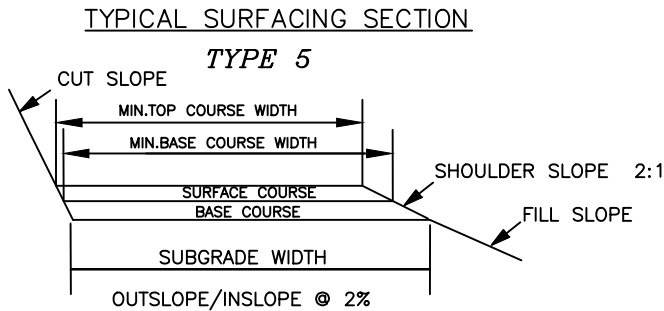 TYPICAL SURFACING SECTION
TYPE 5
CUT SLOPE
MIN.TOP COURSE WIDTH
MIN.BASE COURSE WIDTH
SHOULDER SLOPE 2:1
SURFACE COURSE
BASE COURSE
FILL SLOPE
SUBGRADE WIDTH
OUTSLOPE/INSLOPE @ 2%